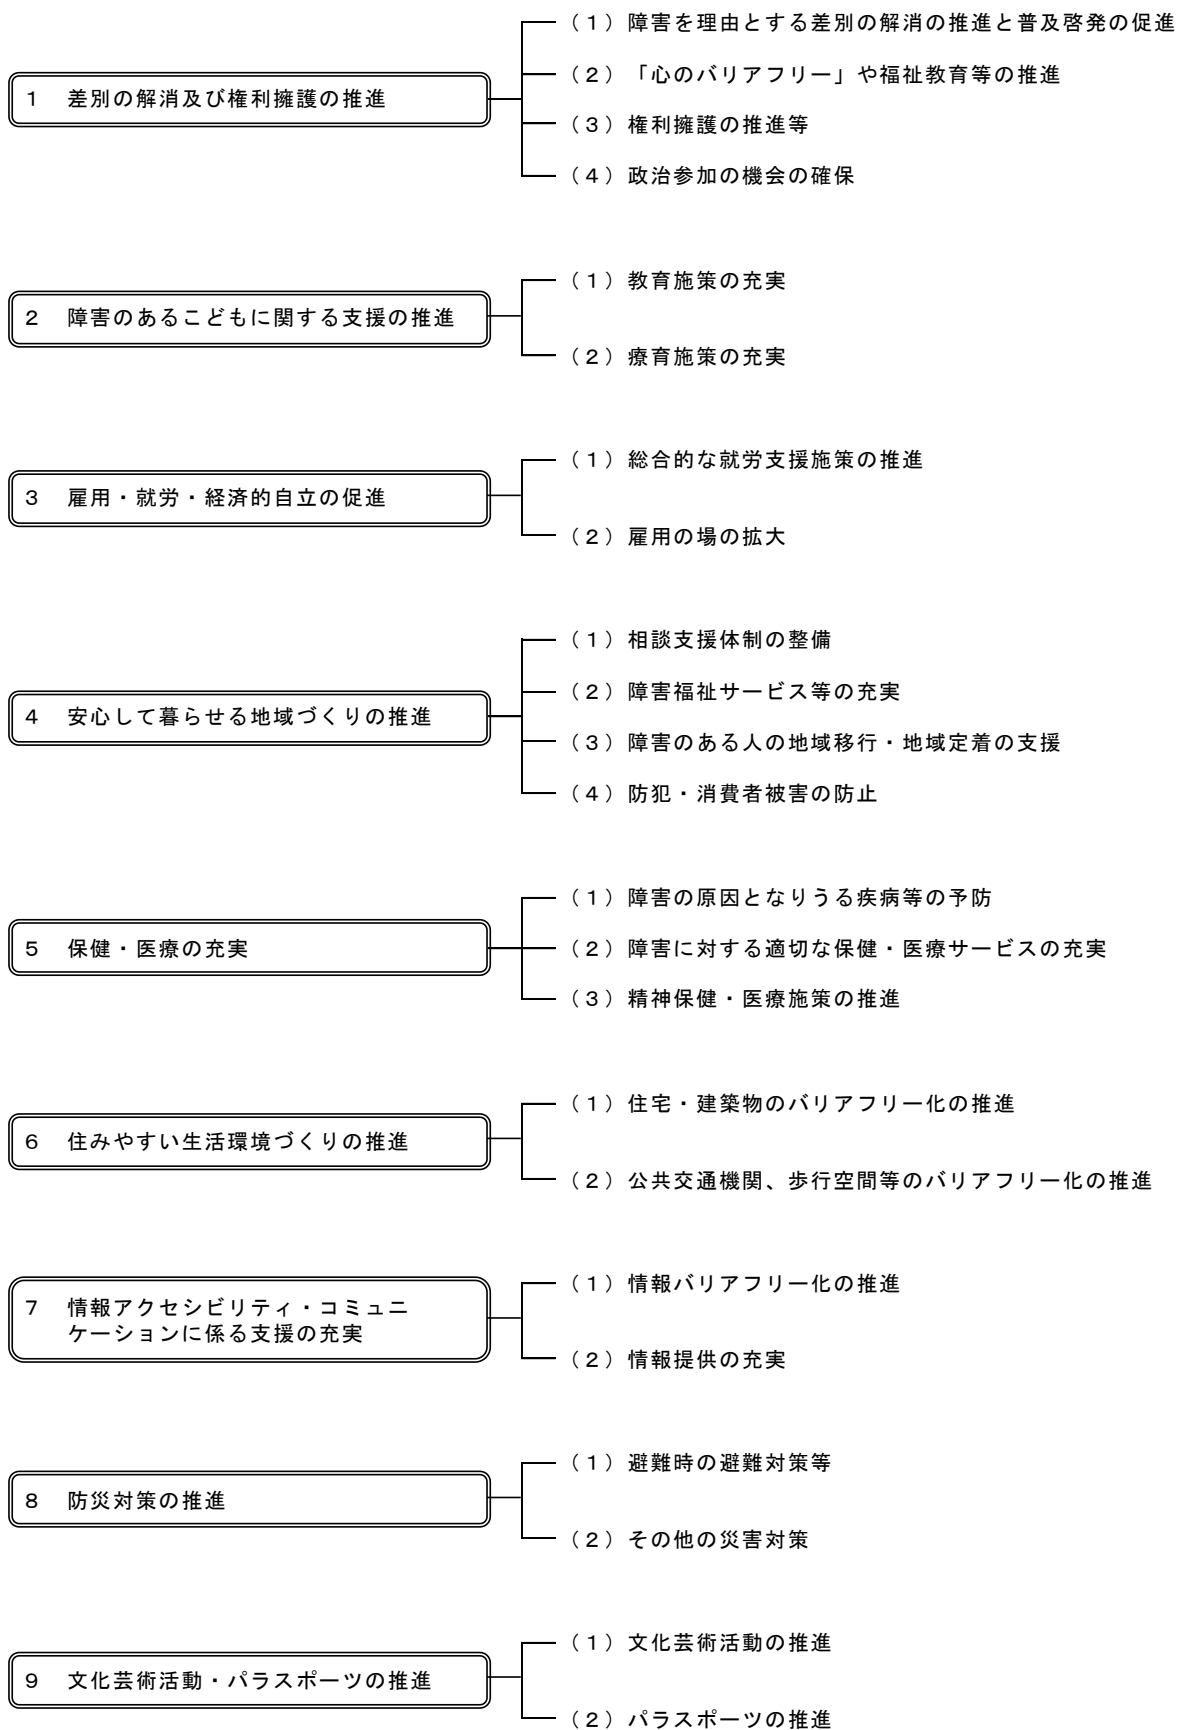 1 差別の解消及び権利擁護の推進
（1）障害を理由とする差別の解消の推進と普及啓発の促進
（2）「心のバリアフリー」や福祉教育等の推進
（3）権利擁護の推進等
（4）政治参加の機会の確保
2 障害のあるこどもに関する支援の推進
（1）教育施策の充実
（2）療育施策の充実
3 雇用・就労・経済的自立の促進
（1）総合的な就労支援施策の推進
（2）雇用の場の拡大
4 安心して暮らせる地域づくりの推進
（1）相談支援体制の整備
（2）障害福祉サービス等の充実
（3）障害のある人の地域移行・地域定着の支援
（4）防犯・消費者被害の防止
5 保健・医療の充実
（1）障害の原因となりうる疾病等の予防
（2）障害に対する適切な保健・医療サービスの充実
（3）精神保健・医療施策の推進
6 住みやすい生活環境づくりの推進
（1）住宅・建築物のバリアフリー化の推進
（2）公共交通機関、歩行空間等のバリアフリー化の推進
7 情報アクセシビリティ・コミュニ
ケーションに係る支援の充実
（1）情報バリアフリー化の推進
（2）情報提供の充実
8 防災対策の推進
（1）避難時の避難対策等
（2）その他の災害対策
9 文化芸術活動・パラスポーツの推進
（1）文化芸術活動の推進
（2）パラスポーツの推進